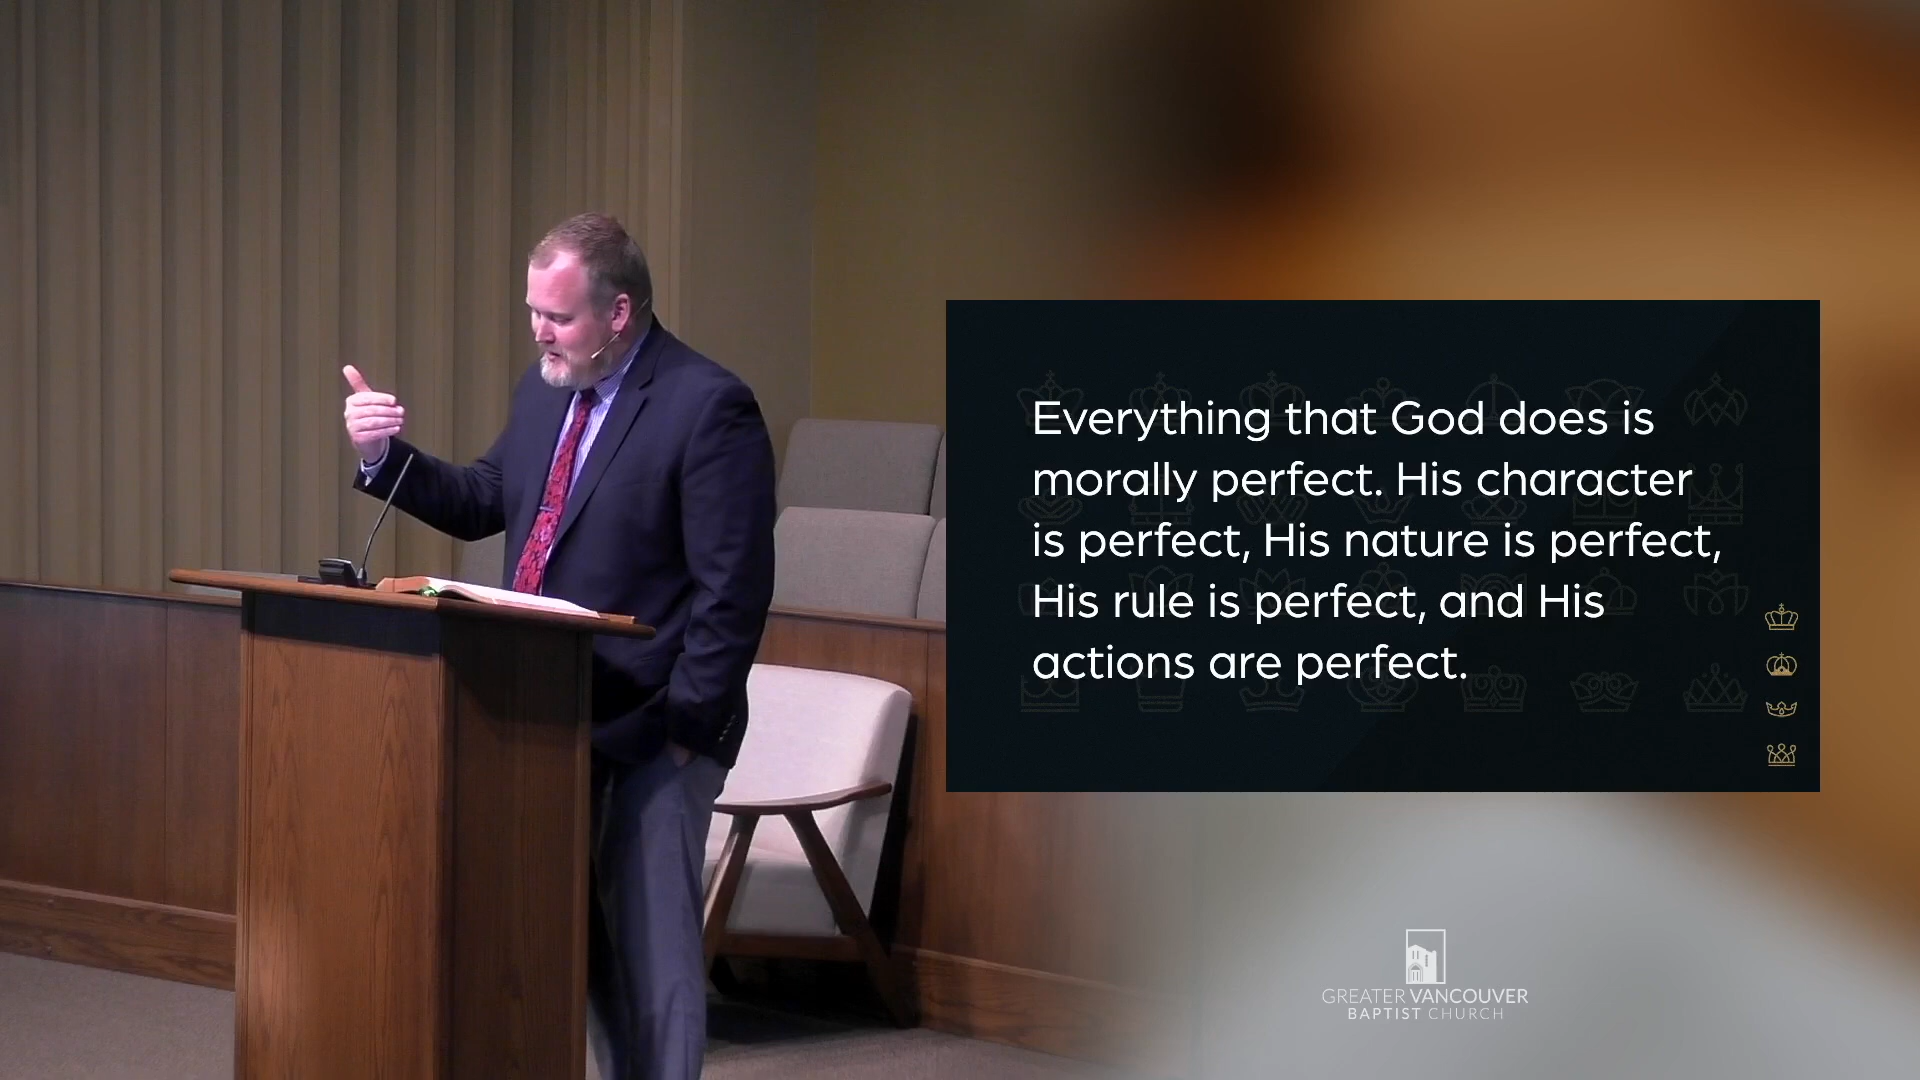 Everything that God does is
morally perfect. His character
is perfect, His nature is perfect,
His rule is perfect, and His
actions are perfect.
GREATER VANCOUVER
BAPTIST CHURCH